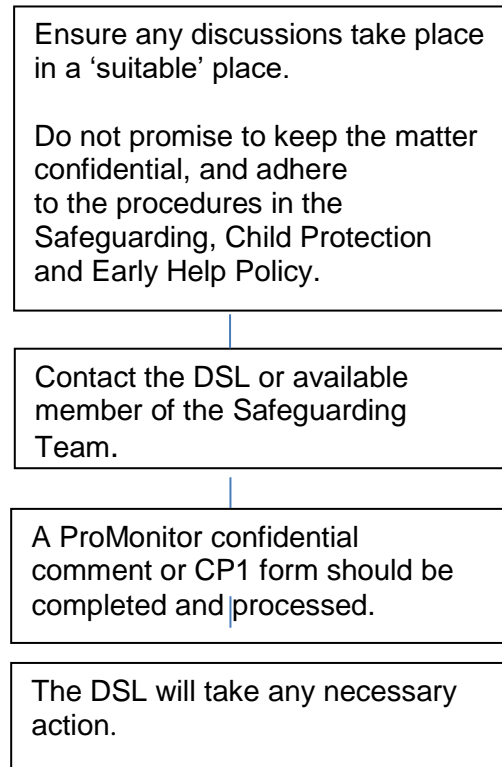 Ensure any discussions take place
in a ‘suitable’ place.
Do not promise to keep the matter
confidential, and adhere
to the procedures in the
Safeguarding, Child Protection
and Early Help Policy.
Contact the DSL or available
member of the Safeguarding
Team.
A ProMonitor confidential
comment or CP1 form should be
completed and processed.
The DSL will take any necessary
action.